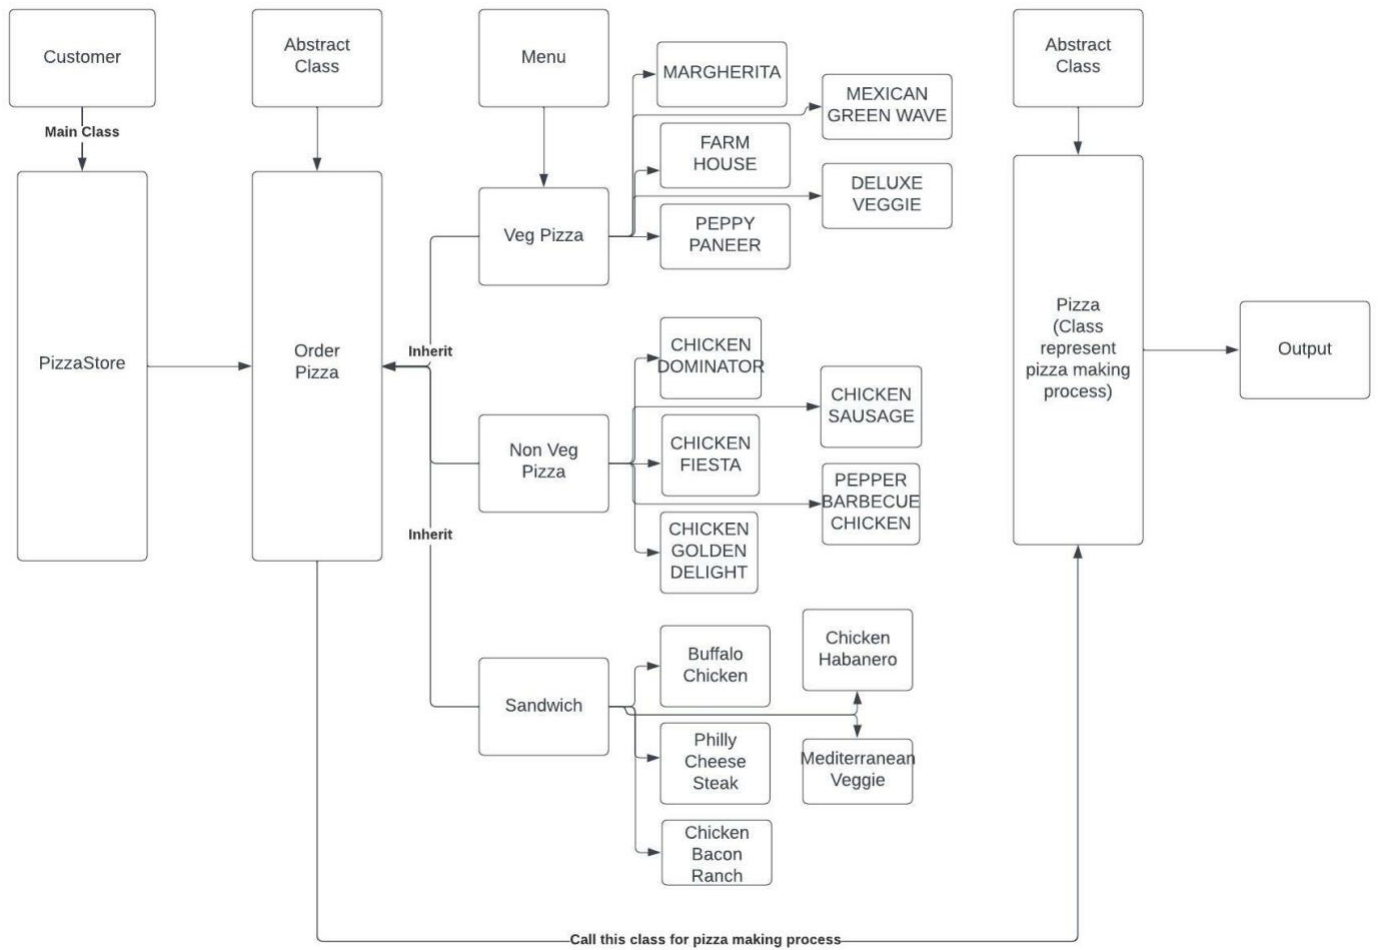 Customer
Main Class
PizzaStore
Abstract
Class
Order
Pizza
Menu
Inherit
Inherit
Veg Pizza
MARGHERITA
MEXICAN
GREEN WAVE
FARM
HOUSE
DELUXE
VEGGIE
PEPPY
PANEER
Non Veg
Pizza
CHICKEN
DOMINATOR
CHICKEN
SAUSAGE
CHICKEN
FIESTA
PEPPER
BARBECUE
CHICKEN
CHICKEN
GOLDEN
DELIGHT
Sandwich
Buffalo
Chicken
Chicken
Habanero
Philly
Cheese
Steak
Mediterranean
Veggie
Chicken
Bacon
Ranch
Abstract
Class
Pizza
(Class
represent
pizza making
process)
Output
Call this class for pizza making process